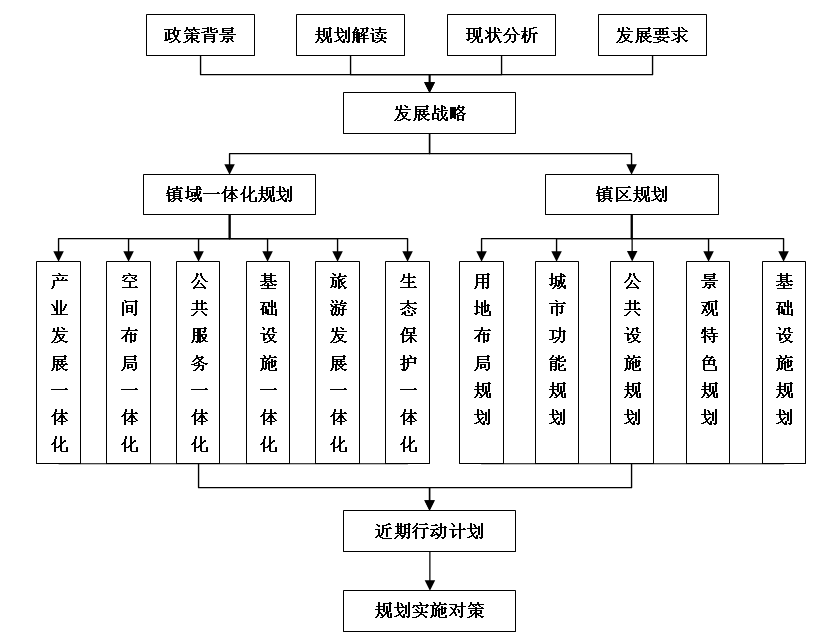 政策背景
规划解读
现状分析
发展要求
发展战略
镇域一体化规划
镇区规划
产业发展一体化
空间布局一体化
公共服务一体化
基础设施一体化
旅游发展一体化
生态保护一体化
用地布局规划
城市功能规划
公共设施规划
景观特色规划
基础设施规划
近期行动计划
规划实施对策